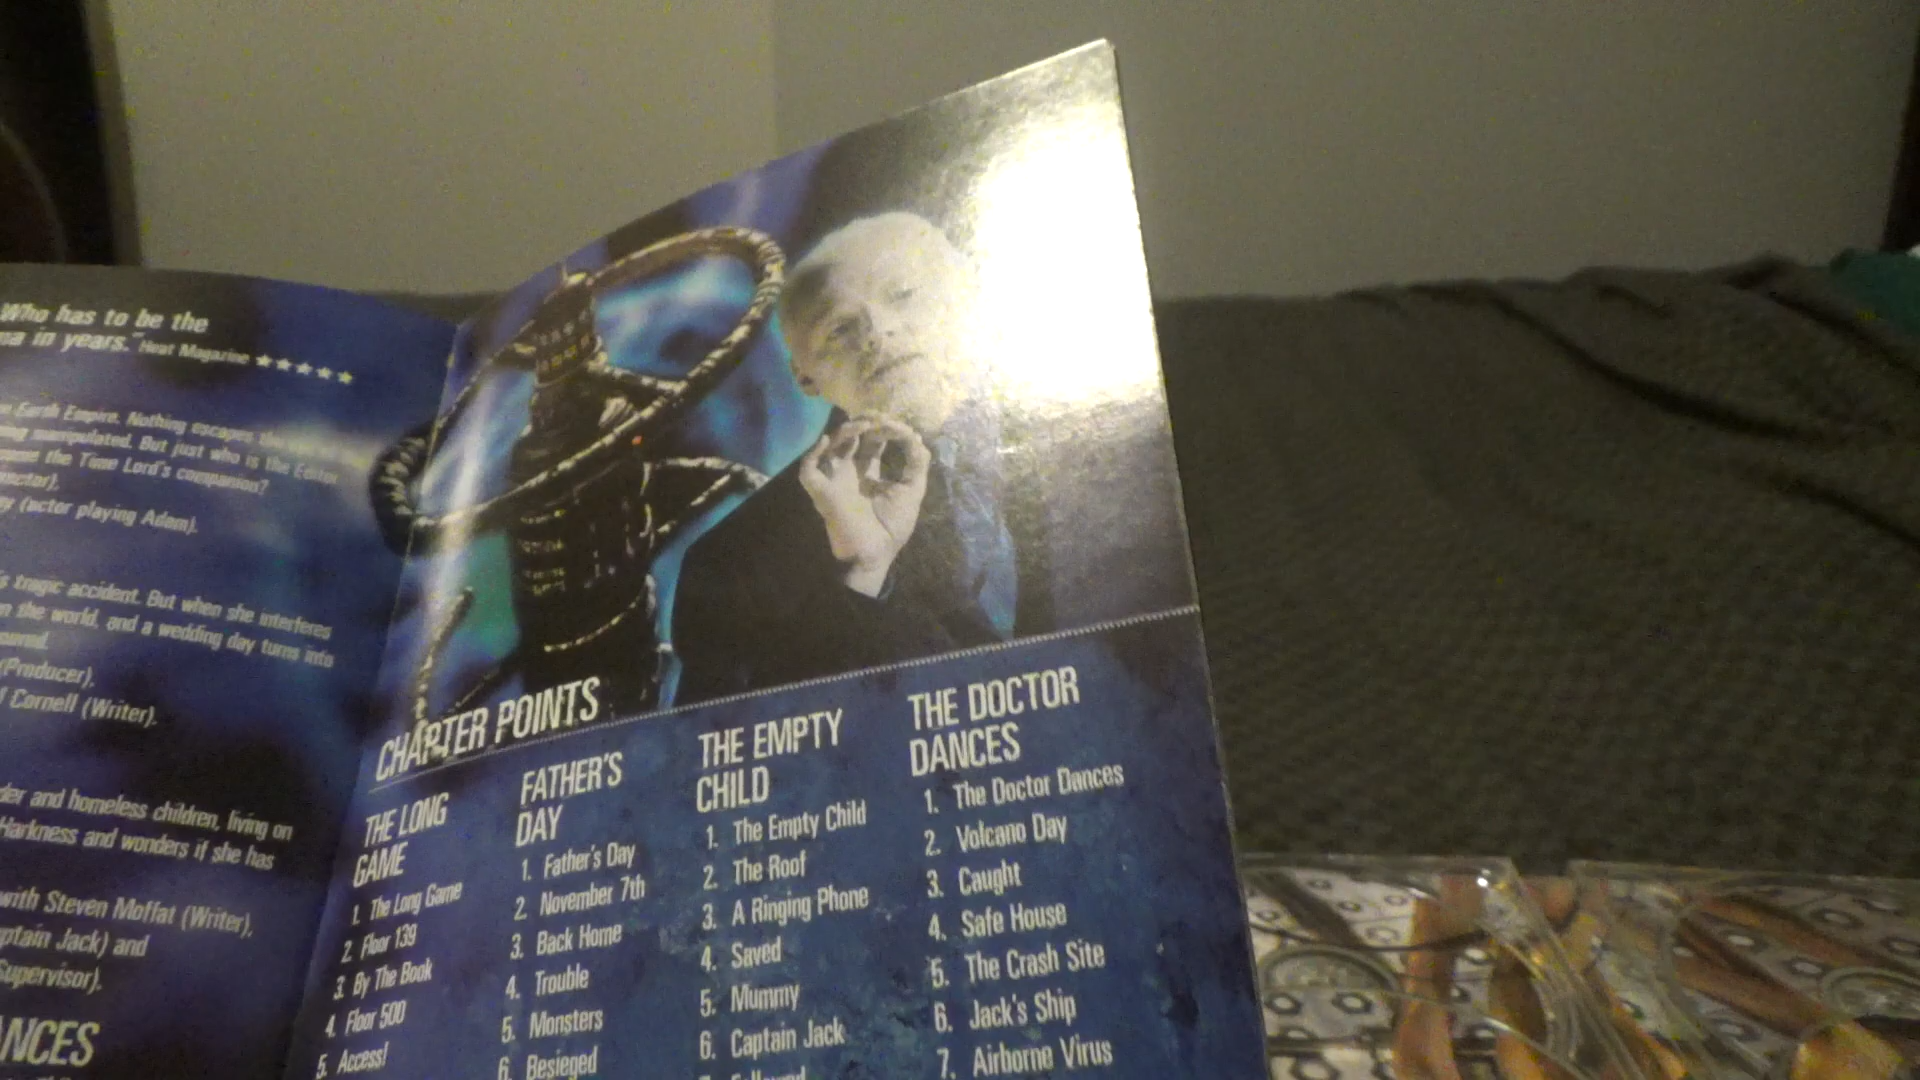 Who has to be the
na in years." Heat Magazine ★★★★★
Earth Empire. Nothing escapes the
ing manipulated. But just who is the Editor
the Time Lord's companion?
(actor playing Adam).
s tragic accident. But when she interferes
the world, and a wedding day turns into
(Producer),
Cornell (Writer).
der and homeless children, living on
Harkness and wonders if she has
with Steven Moffat (Writer),
ptain Jack) and
Supervisor).
ANCES
CHAPTER POINTS
THE LONG
GAME
1. The Long Game
2. Floor 139
3. By The Book
4. Floor 500
5. Access!
FATHER'S
DAY
1. Father's Day
2. November 7th
3. Back Home
4. Trouble
5. Monsters
6. Besieged
THE EMPTY
CHILD
1. The Empty Child
2. The Roof
3. A Ringing Phone
4. Saved
5. Mummy
6. Captain Jack
THE DOCTOR
DANCES
1. The Doctor Dances
2. Volcano Day
3. Caught
4. Safe House
5. The Crash Site
6. Jack's Ship
7. Airborne Virus